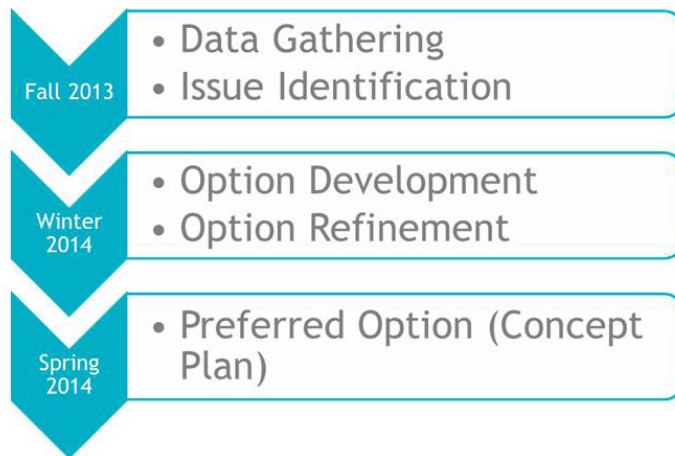 Fall 2013
• Data Gathering
• Issue Identification
Winter
2014
• Option Development
• Option Refinement
Spring
2014
• Preferred Option (Concept
Plan)